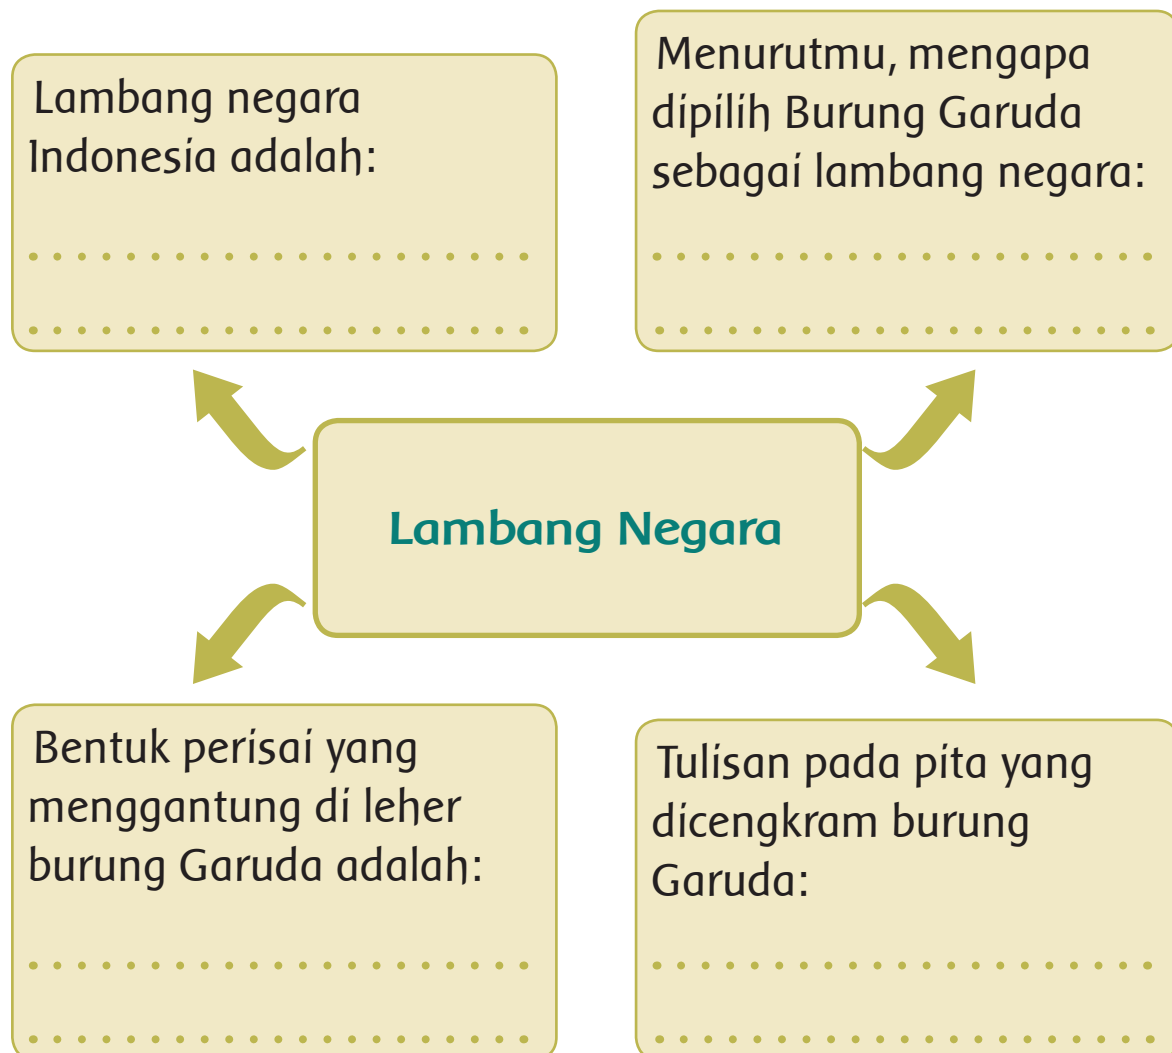 Lambang negara
Indonesia adalah:
Menurutmu, mengapa
dipilih Burung Garuda
sebagai lambang negara:
Lambang Negara
Bentuk perisai yang
menggantung di leher
burung Garuda adalah:
Tulisan pada pita yang
dicengkram burung
Garuda: